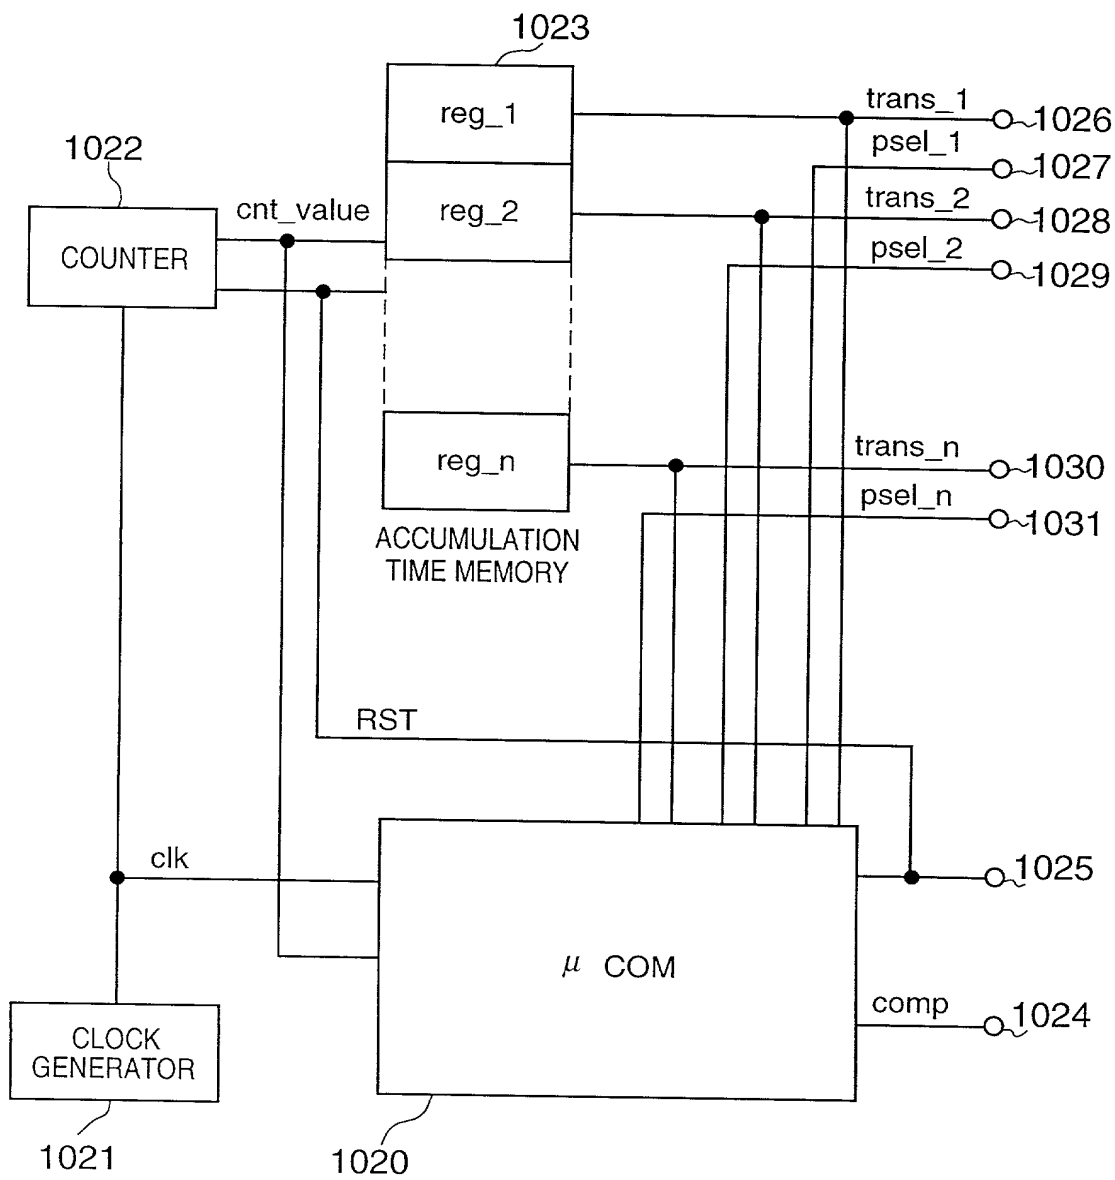 1023
reg_1
trans_1
1026
psel_1
1027
1022
cnt_value
reg_2
trans_2
1028
COUNTER
psel_2
1029
reg_n
trans_n
1030
psel_n
1031
ACCUMULATION
TIME MEMORY
RST
clk
1025
μ COM
comp
1024
CLOCK
GENERATOR
1021
1020